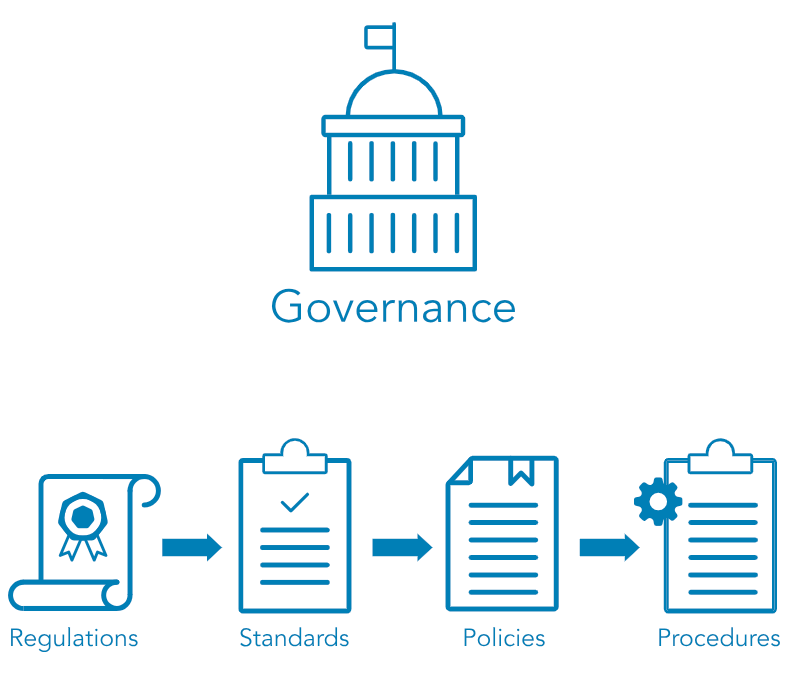 Governance
Regulations
Standards
Policies
Procedures